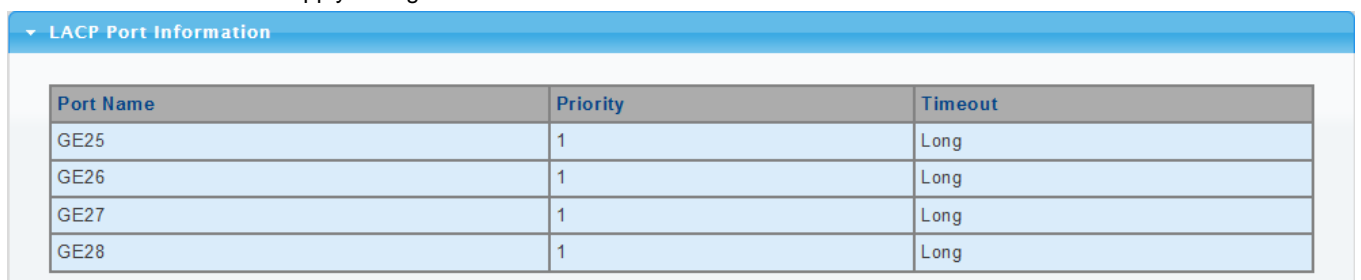 LACP Port Information
Port Name Priority Timeout
GE25 1 Long
GE26 1 Long
GE27 1 Long
GE28 1 Long